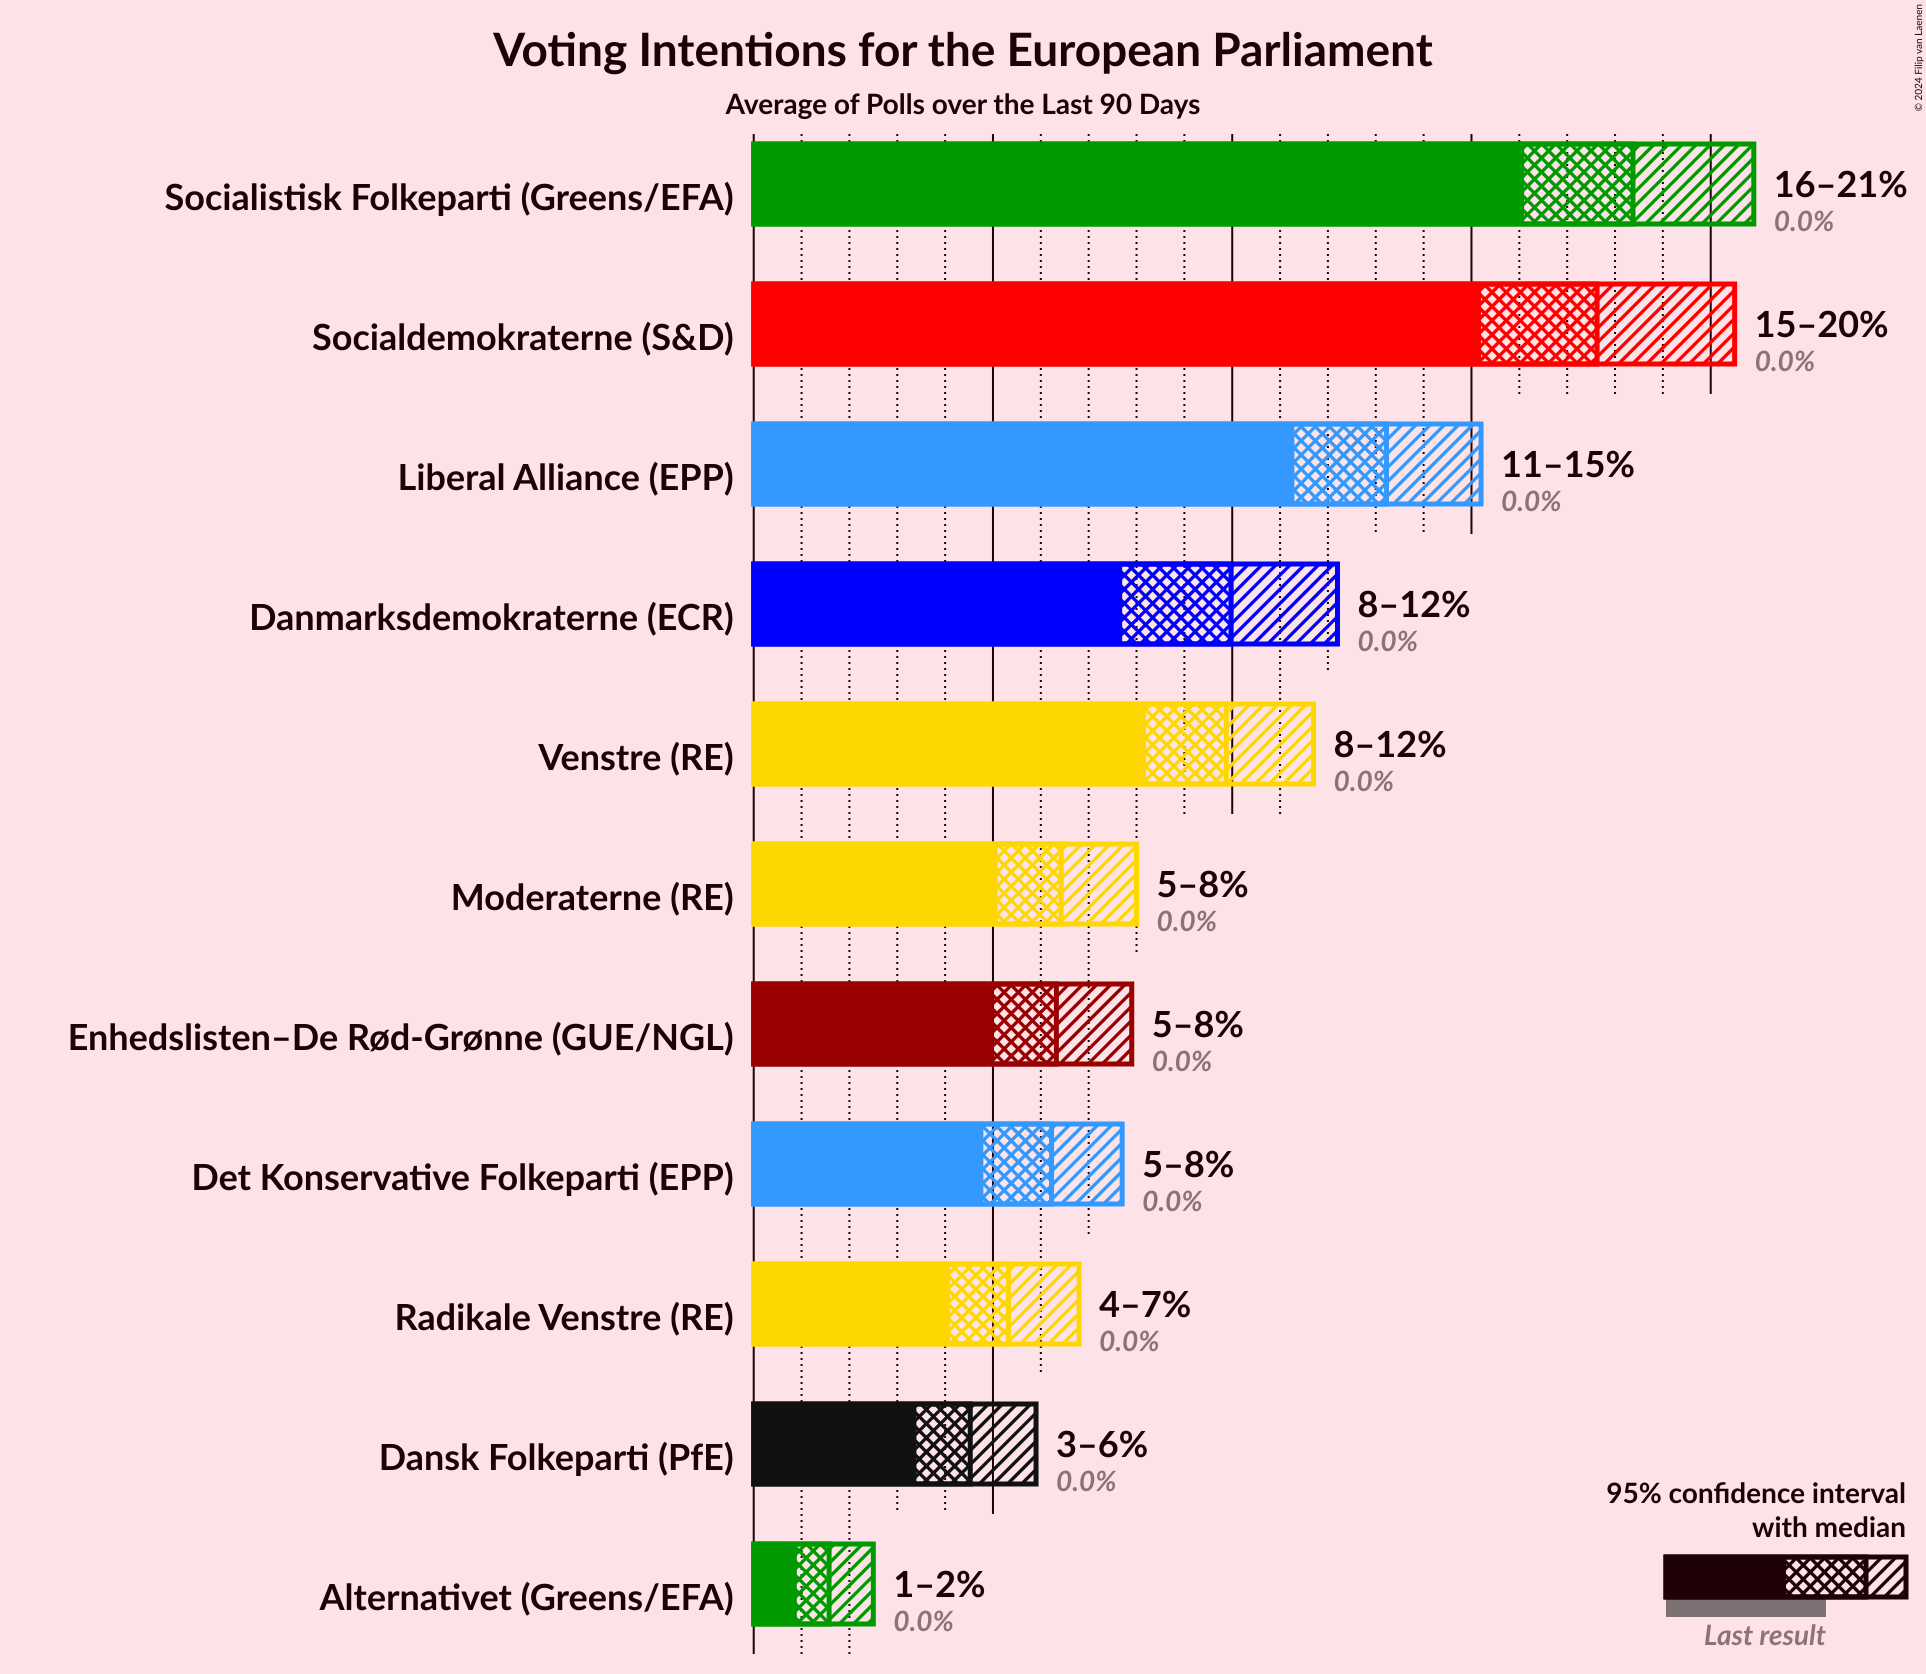 Voting Intentions for the European Parliament
Average of Polls over the Last 90 Days
© 2024 Filip van Laenen
Socialistisk Folkeparti (Greens/EFA)
16–21%
0.0%
Socialdemokraterne (S&D)
15–20%
0.0%
Liberal Alliance (EPP)
11–15%
0.0%
Danmarksdemokraterne (ECR)
8–12%
0.0%
Venstre (RE)
8–12%
0.0%
Moderaterne (RE)
5–8%
0.0%
Enhedslisten–De Rød-Grønne (GUE/NGL)
5–8%
0.0%
Det Konservative Folkeparti (EPP)
5–8%
0.0%
Radikale Venstre (RE)
4–7%
0.0%
Dansk Folkeparti (PfE)
3–6%
0.0%
Alternativet (Greens/EFA)
1–2%
0.0%
95% confidence interval
with median
Last result